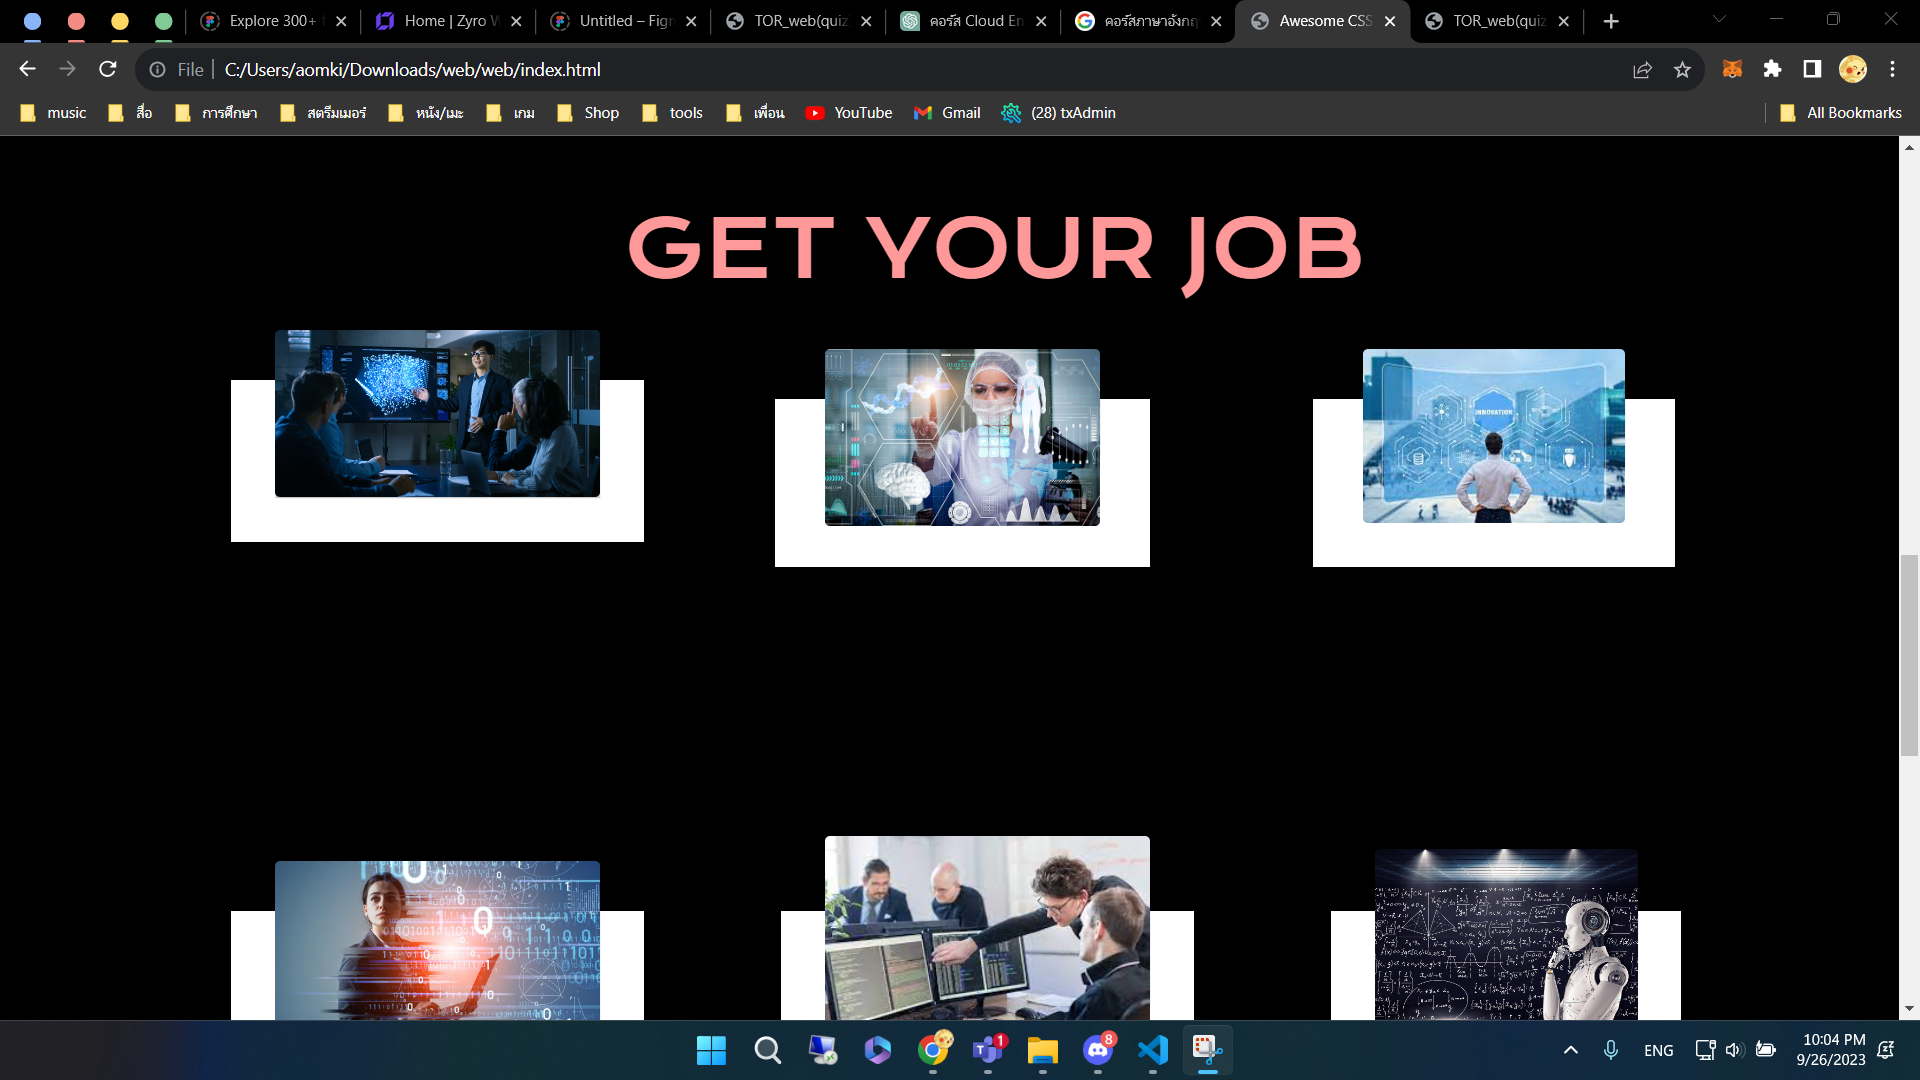 Explore 300+
Home | Zyro W
Untitled – Figm
TOR_web(quiz
คอร์ส Cloud En
คอร์สภาษาอังกฤ
Awesome CSS
TOR_web(quiz
File
C:/Users/aomki/Downloads/web/web/index.html
music
สื่อ
การศึกษา
สตรีมเมอร์
หนัง/เมะ
เกม
Shop
tools
เพื่อน
YouTube
Gmail
(28) txAdmin
All Bookmarks
GET YOUR JOB
INNOVATION
1
8
ENG
10:04 PM
9/26/2023